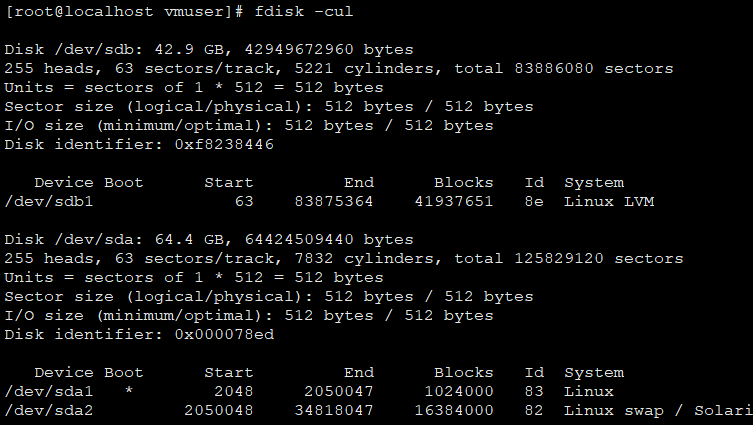 [root@localhost vmuser]# fdisk -cul
Disk /dev/sdb: 42.9 GB, 42949672960 bytes
255 heads, 63 sectors/track, 5221 cylinders, total 83886080 sectors
Units = sectors of 1 * 512 = 512 bytes
Sector size (logical/physical): 512 bytes / 512 bytes
I/O size (minimum/optimal): 512 bytes / 512 bytes
Disk identifier: 0xf8238446
Device Boot Start End Blocks Id System
/dev/sdb1 63 83875364 41937651 8e Linux LVM
Disk /dev/sda: 64.4 GB, 64424509440 bytes
255 heads, 63 sectors/track, 7832 cylinders, total 125829120 sectors
Units = sectors of 1 * 512 = 512 bytes
Sector size (logical/physical): 512 bytes / 512 bytes
I/O size (minimum/optimal): 512 bytes / 512 bytes
Disk identifier: 0x000078ed
Device Boot Start End Blocks Id System
/dev/sda1 * 2048 2050047 1024000 83 Linux
/dev/sda2 2050048 34818047 16384000 82 Linux swap / Solari